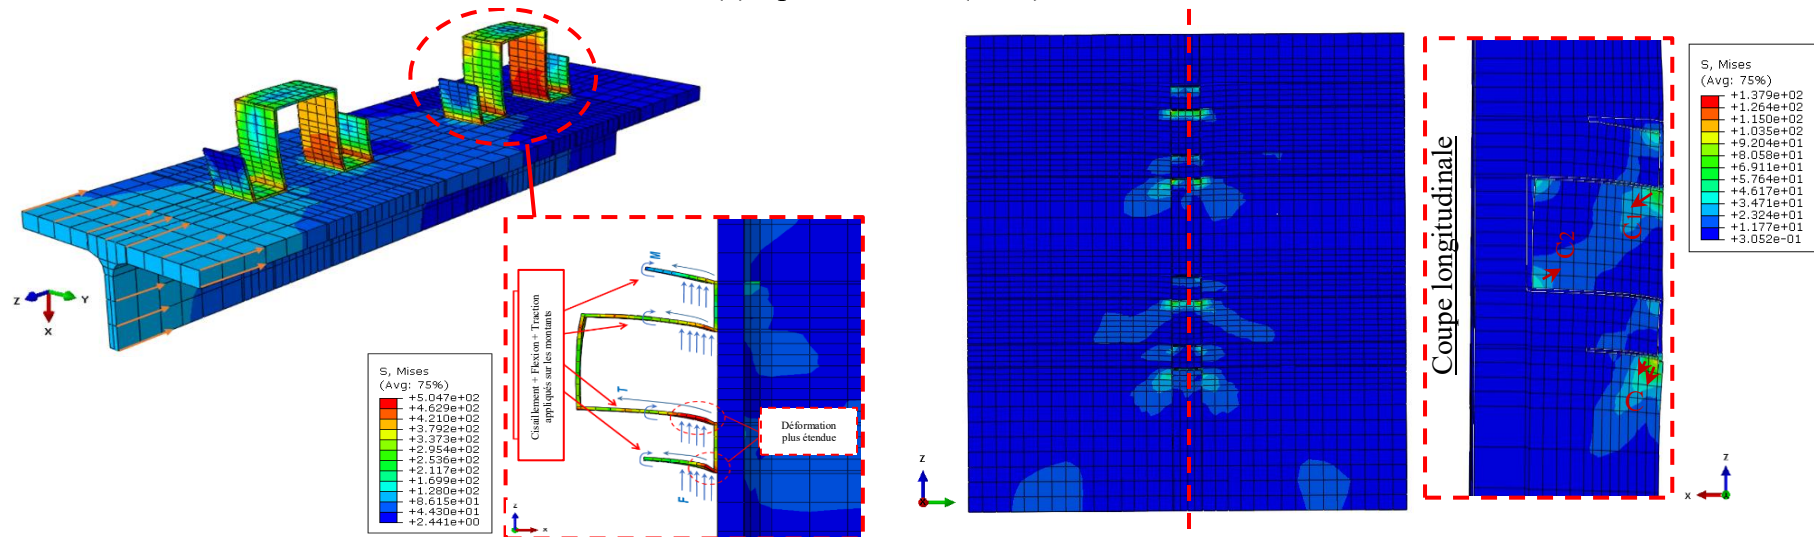 z
Y
x
S, Mises
(Avg: 75%)
+5.047e+02
+4.629e+02
+4.210e+02
+3.792e+02
+3.373e+02
+2.954e+02
+2.536e+02
+2.117e+02
+1.699e+02
+1.280e+02
+8.615e+01
+4.430e+01
+2.441e+00
Cisaillement + Flexion + Traction
appliqués sur les montants
M
T
F
Déformation
plus étendue
z
x
z
x
Coupe longitudinale
C1
C2
C
z
x
S, Mises
(Avg: 75%)
+1.379e+02
+1.264e+02
+1.150e+02
+1.035e+02
+9.204e+01
+8.058e+01
+6.911e+01
+5.764e+01
+4.617e+01
+3.471e+01
+2.324e+01
+1.177e+01
+3.052e-01